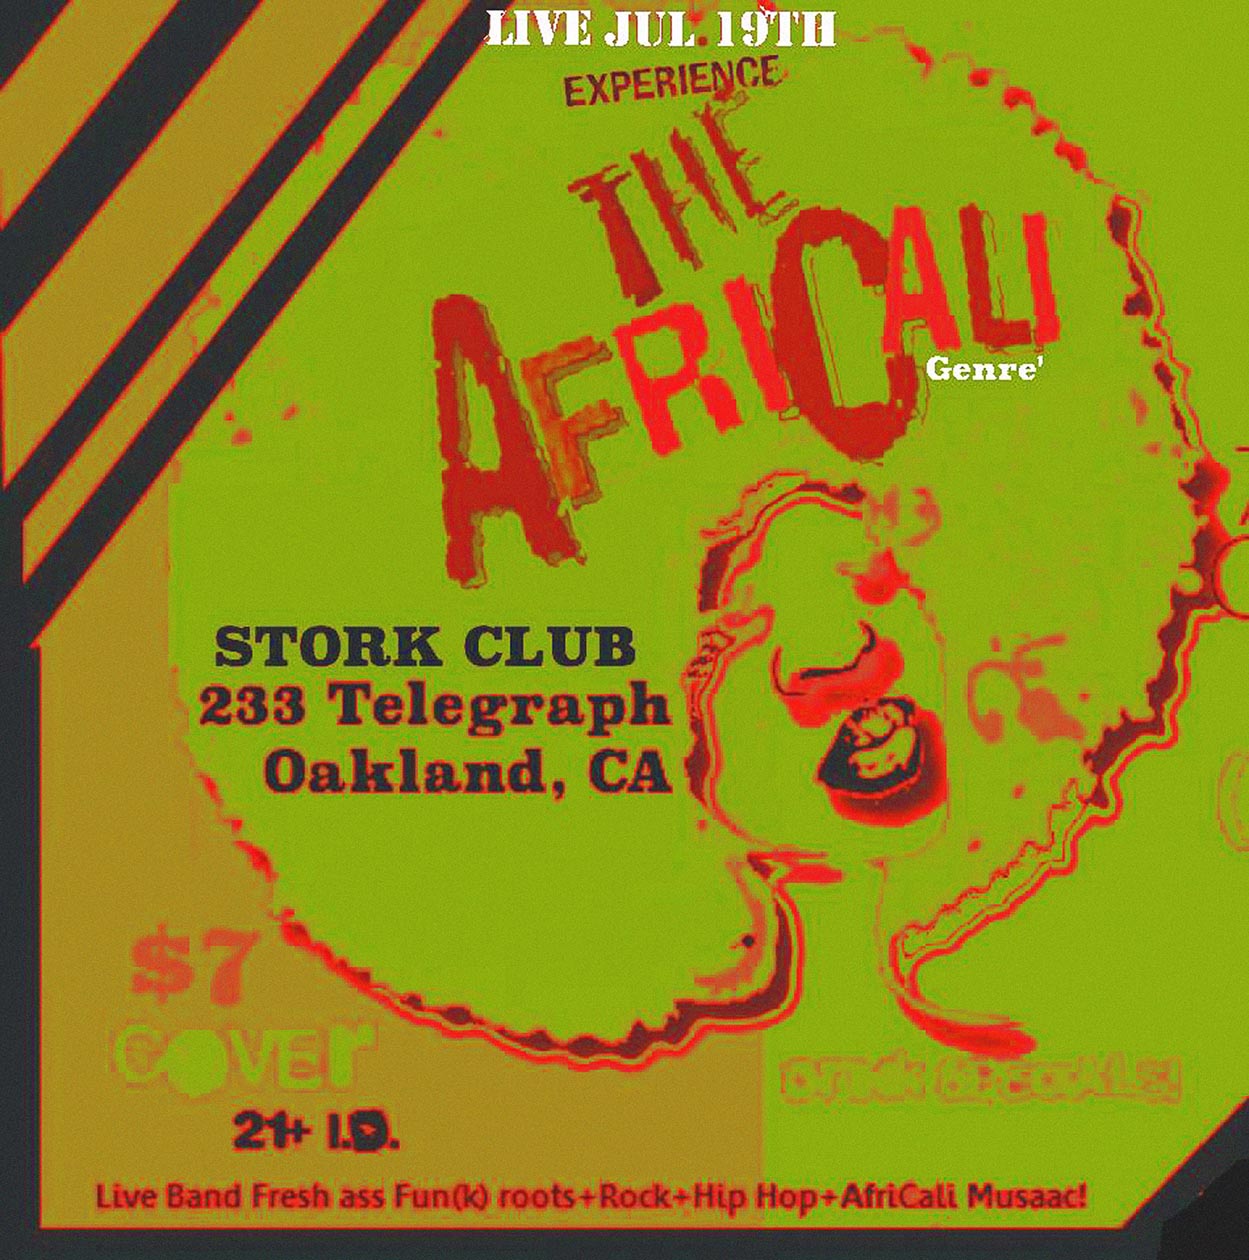 LIVE JUL 19TH
EXPERIENCE
THE
AFRICALI
Genre'
STORK CLUB
233 Telegraph
Oakland, CA
$7
COVEr
21+ I.D.
Live Band Fresh ass Fun(k) roots+Rock+Hip Hop+AfriCali Musaac!